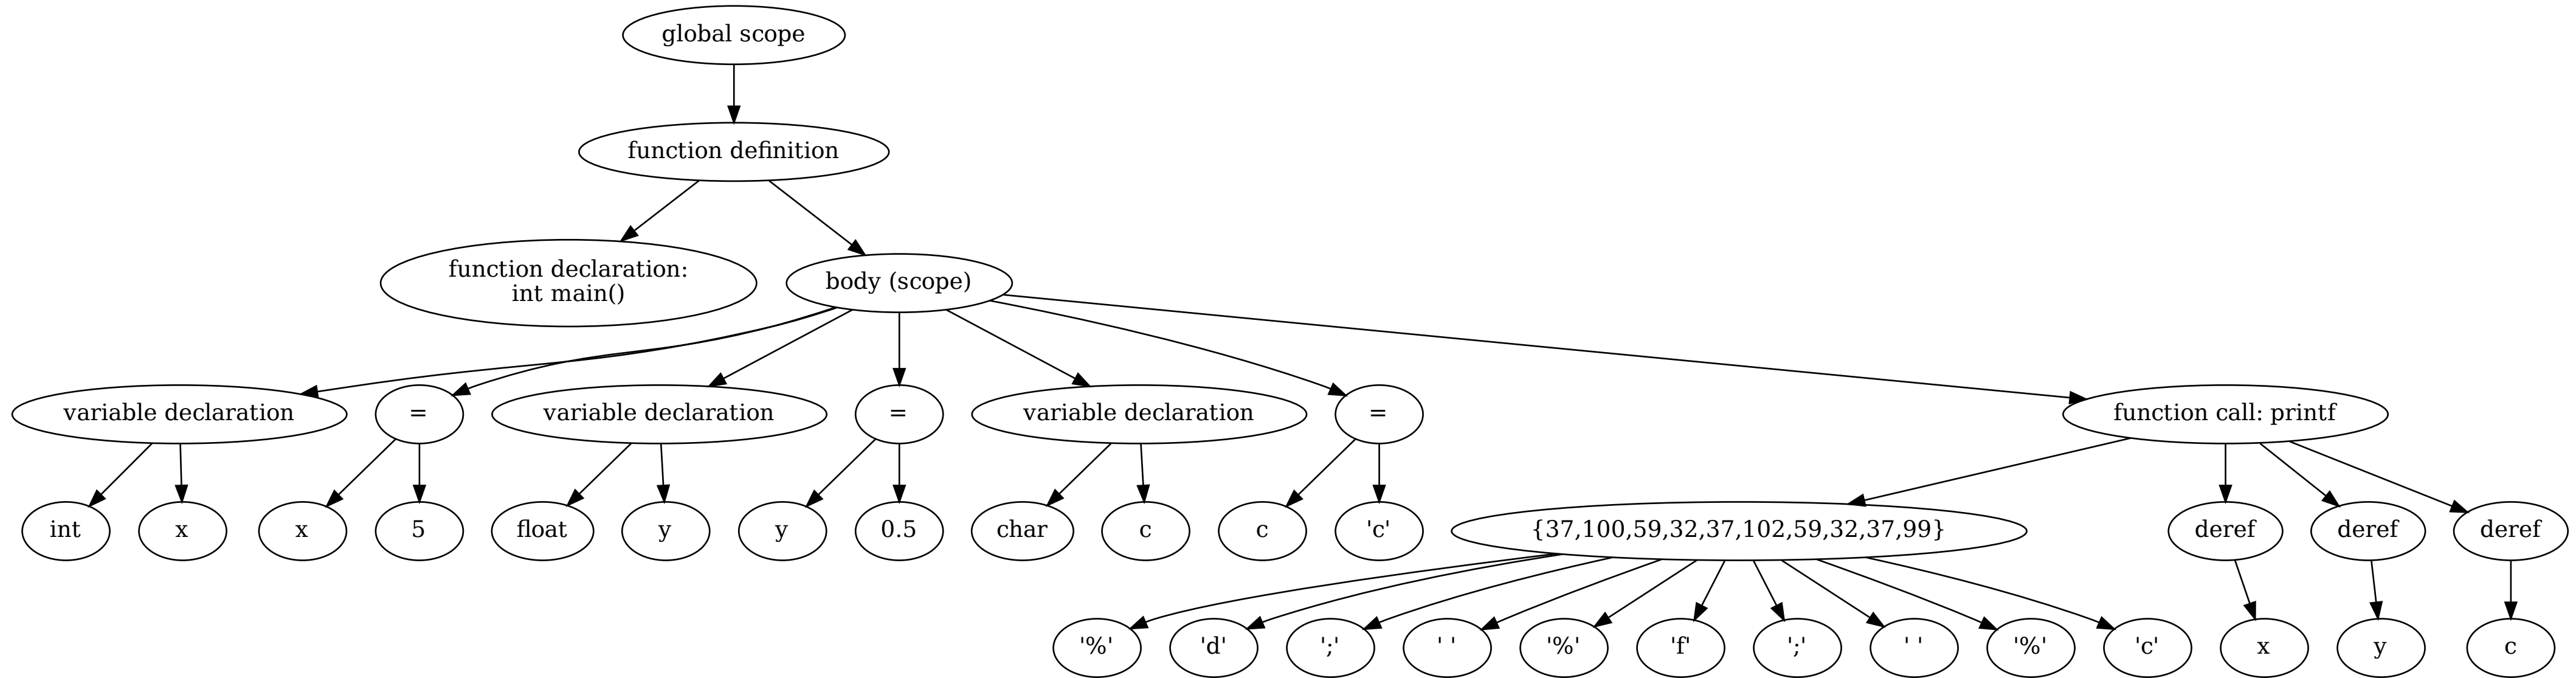 global scope
function definition
function declaration:
int main()
body (scope)
variable declaration
=
variable declaration
=
variable declaration
=
function call: printf
int
x
x
5
float
y
y
0.5
char
c
c
'c'
{37,100,59,32,37,102,59,32,37,99}
deref
deref
deref
'%'
'd'
';'
' '
'%'
'f'
';'
' '
'%'
'c'
x
y
c